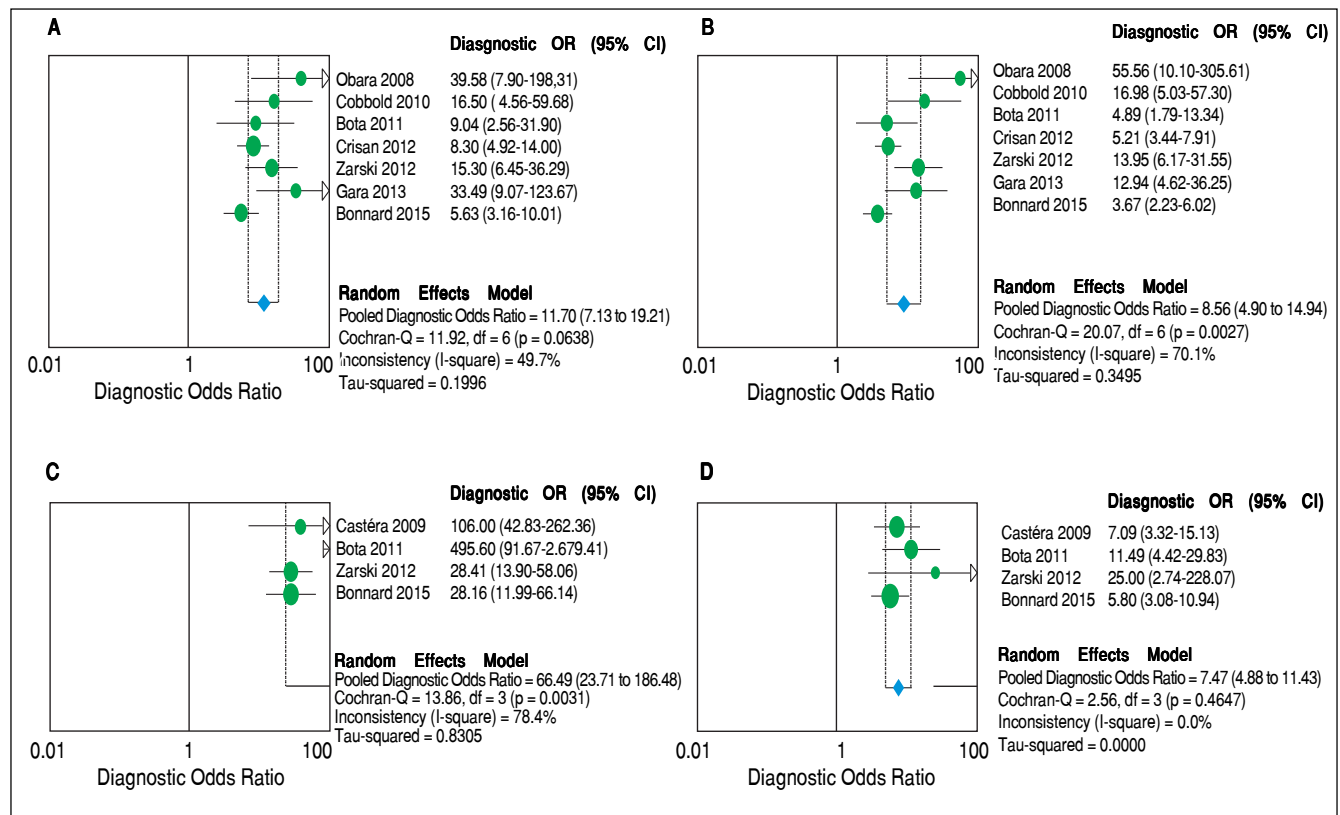 A
Diasgnostic OR (95% CI)
Obara 2008 39.58 (7.90-198,31)
Cobbold 2010 16.50 ( 4.56-59.68)
Bota 2011 9.04 (2.56-31.90)
Crisan 2012 8.30 (4.92-14.00)
Zarski 2012 15.30 (6.45-36.29)
Gara 2013 33.49 (9.07-123.67)
Bonnard 2015 5.63 (3.16-10.01)
Random Effects Model
Pooled Diagnostic Odds Ratio = 11.70 (7.13 to 19.21)
Cochran-Q = 11.92, df = 6 (p = 0.0638)
Inconsistency (I-square) = 49.7%
Tau-squared = 0.1996
0.01 1 100
Diagnostic Odds Ratio
B
Diasgnostic OR (95% CI)
Obara 2008 55.56 (10.10-305.61)
Cobbold 2010 16.98 (5.03-57.30)
Bota 2011 4.89 (1.79-13.34)
Crisan 2012 5.21 (3.44-7.91)
Zarski 2012 13.95 (6.17-31.55)
Gara 2013 12.94 (4.62-36.25)
Bonnard 2015 3.67 (2.23-6.02)
Random Effects Model
Pooled Diagnostic Odds Ratio = 8.56 (4.90 to 14.94)
Cochran-Q = 20.07, df = 6 (p = 0.0027)
Inconsistency (I-square) = 70.1%
Tau-squared = 0.3495
0.01 1 100
Diagnostic Odds Ratio
C
Diagnostic OR (95% CI)
Castéra 2009 106.00 (42.83-262.36)
Bota 2011 495.60 (91.67-2.679.41)
Zarski 2012 28.41 (13.90-58.06)
Bonnard 2015 28.16 (11.99-66.14)
Random Effects Model
Pooled Diagnostic Odds Ratio = 66.49 (23.71 to 186.48)
Cochran-Q = 13.86, df = 3 (p = 0.0031)
Inconsistency (I-square) = 78.4%
Tau-squared = 0.8305
0.01 1 100
Diagnostic Odds Ratio
D
Diasgnostic OR (95% CI)
Castéra 2009 7.09 (3.32-15.13)
Bota 2011 11.49 (4.42-29.83)
Zarski 2012 25.00 (2.74-228.07)
Bonnard 2015 5.80 (3.08-10.94)
Random Effects Model
Pooled Diagnostic Odds Ratio = 7.47 (4.88 to 11.43)
Cochran-Q = 2.56, df = 3 (p = 0.4647)
Inconsistency (I-square) = 0.0%
Tau-squared = 0.0000
0.01 1 100
Diagnostic Odds Ratio